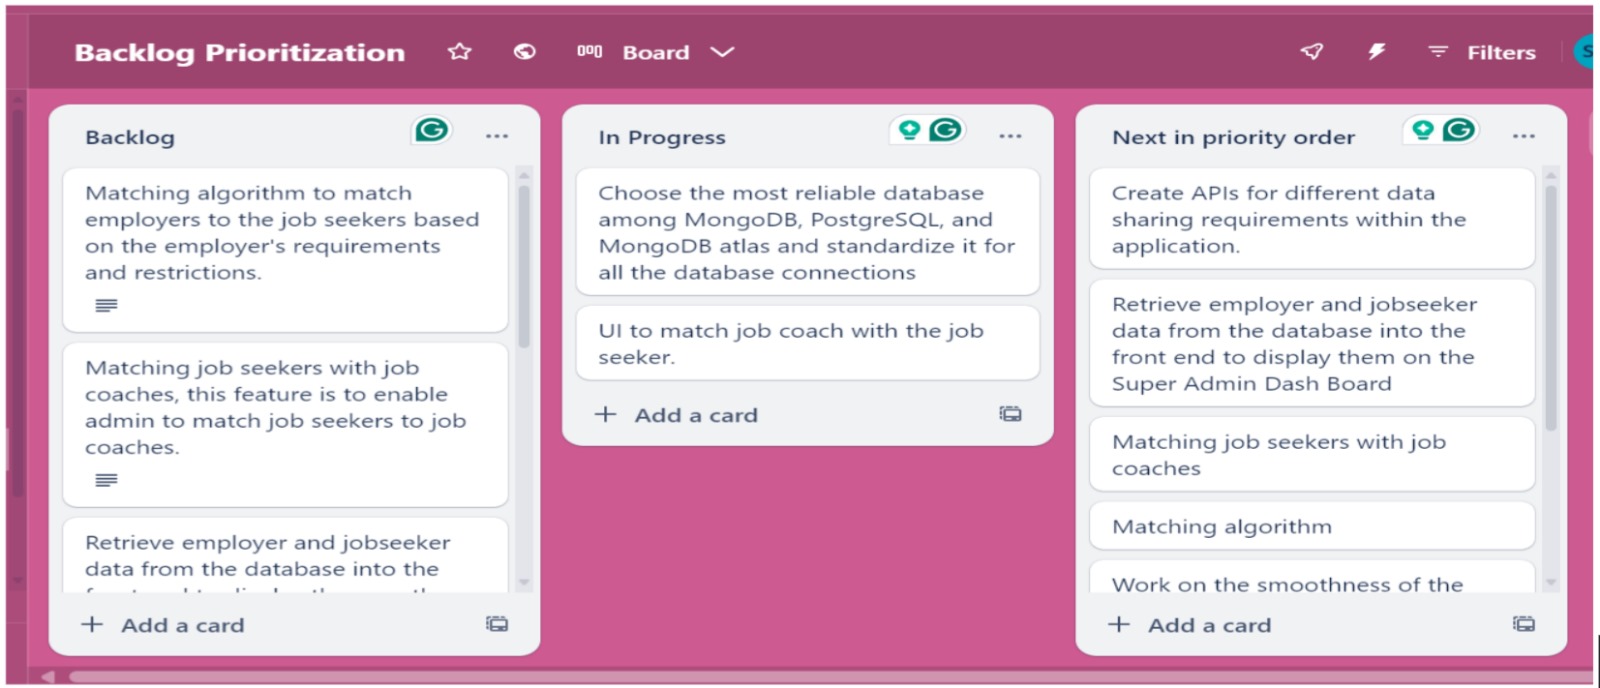 Backlog Prioritization
Board
Filters
S
Backlog
Matching algorithm to match
employers to the job seekers based
on the employer's requirements
and restrictions.
Matching job seekers with job
coaches, this feature is to enable
admin to match job seekers to job
coaches.
Retrieve employer and jobseeker
data from the database into the
+ Add a card
In Progress
Choose the most reliable database
among MongoDB, PostgreSQL, and
MongoDB atlas and standardize it for
all the database connections
UI to match job coach with the job
seeker.
+ Add a card
Next in priority order
Create APIs for different data
sharing requirements within the
application.
Retrieve employer and jobseeker
data from the database into the
front end to display them on the
Super Admin Dash Board
Matching job seekers with job
coaches
Matching algorithm
Work on the smoothness of the
+ Add a card